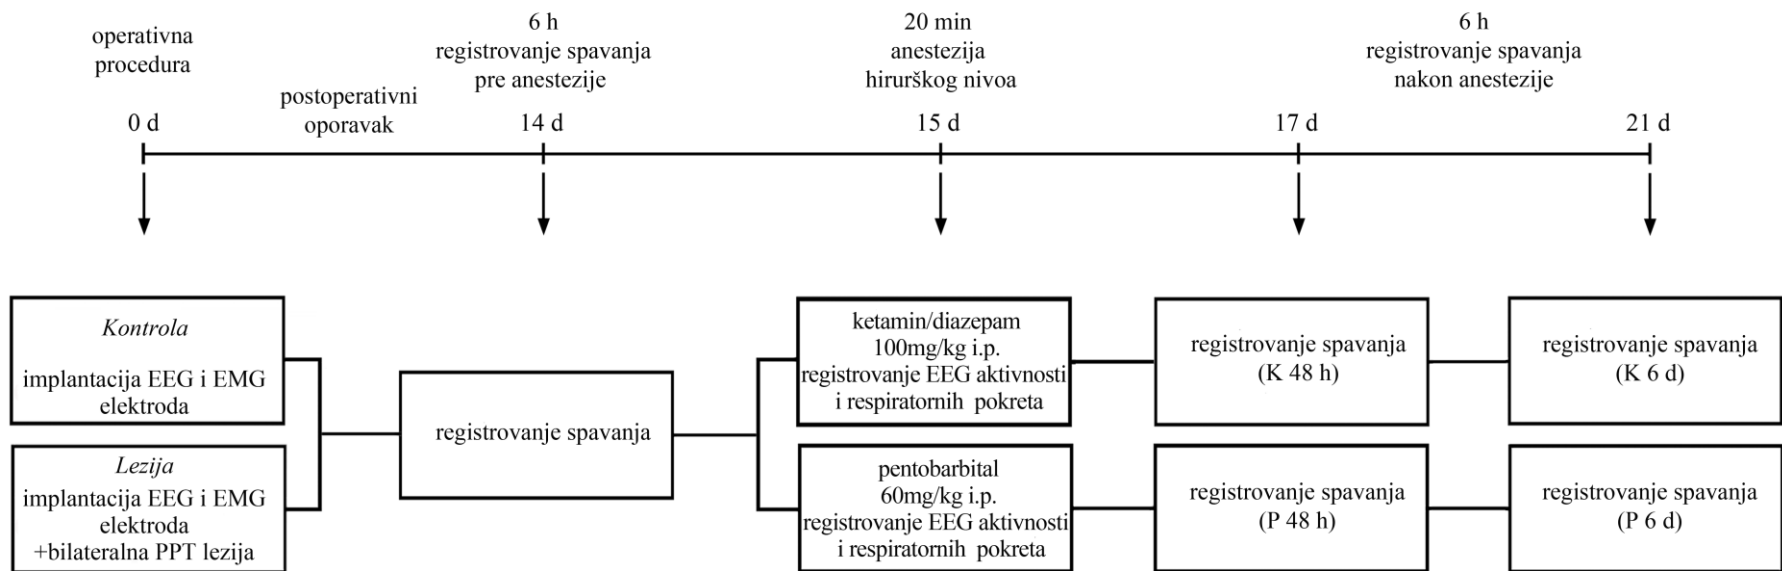 operativna
procedura
0 d
postoperativni
oporavak
6 h
registrovanje spavanja
pre anestezije
14 d
20 min
anestezija
hirurškog nivoa
15 d
6 h
registrovanje spavanja
nakon anestezije
17 d
21 d
Kontrola
implantacija EEG i EMG
elektroda
Lezija
implantacija EEG i EMG
elektroda
+bilateralna PPT lezija
registrovanje spavanja
ketamin/diazepam
100mg/kg i.p.
registrovanje EEG aktivnosti
i respiratornih pokreta
pentobarbital
60mg/kg i.p.
registrovanje EEG aktivnosti
i respiratornih pokreta
registrovanje spavanja
(K 48 h)
registrovanje spavanja
(P 48 h)
registrovanje spavanja
(K 6 d)
registrovanje spavanja
(P 6 d)